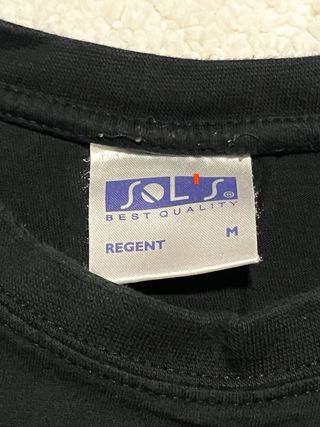 SOL'S®
BEST QUALITY
REGENT M